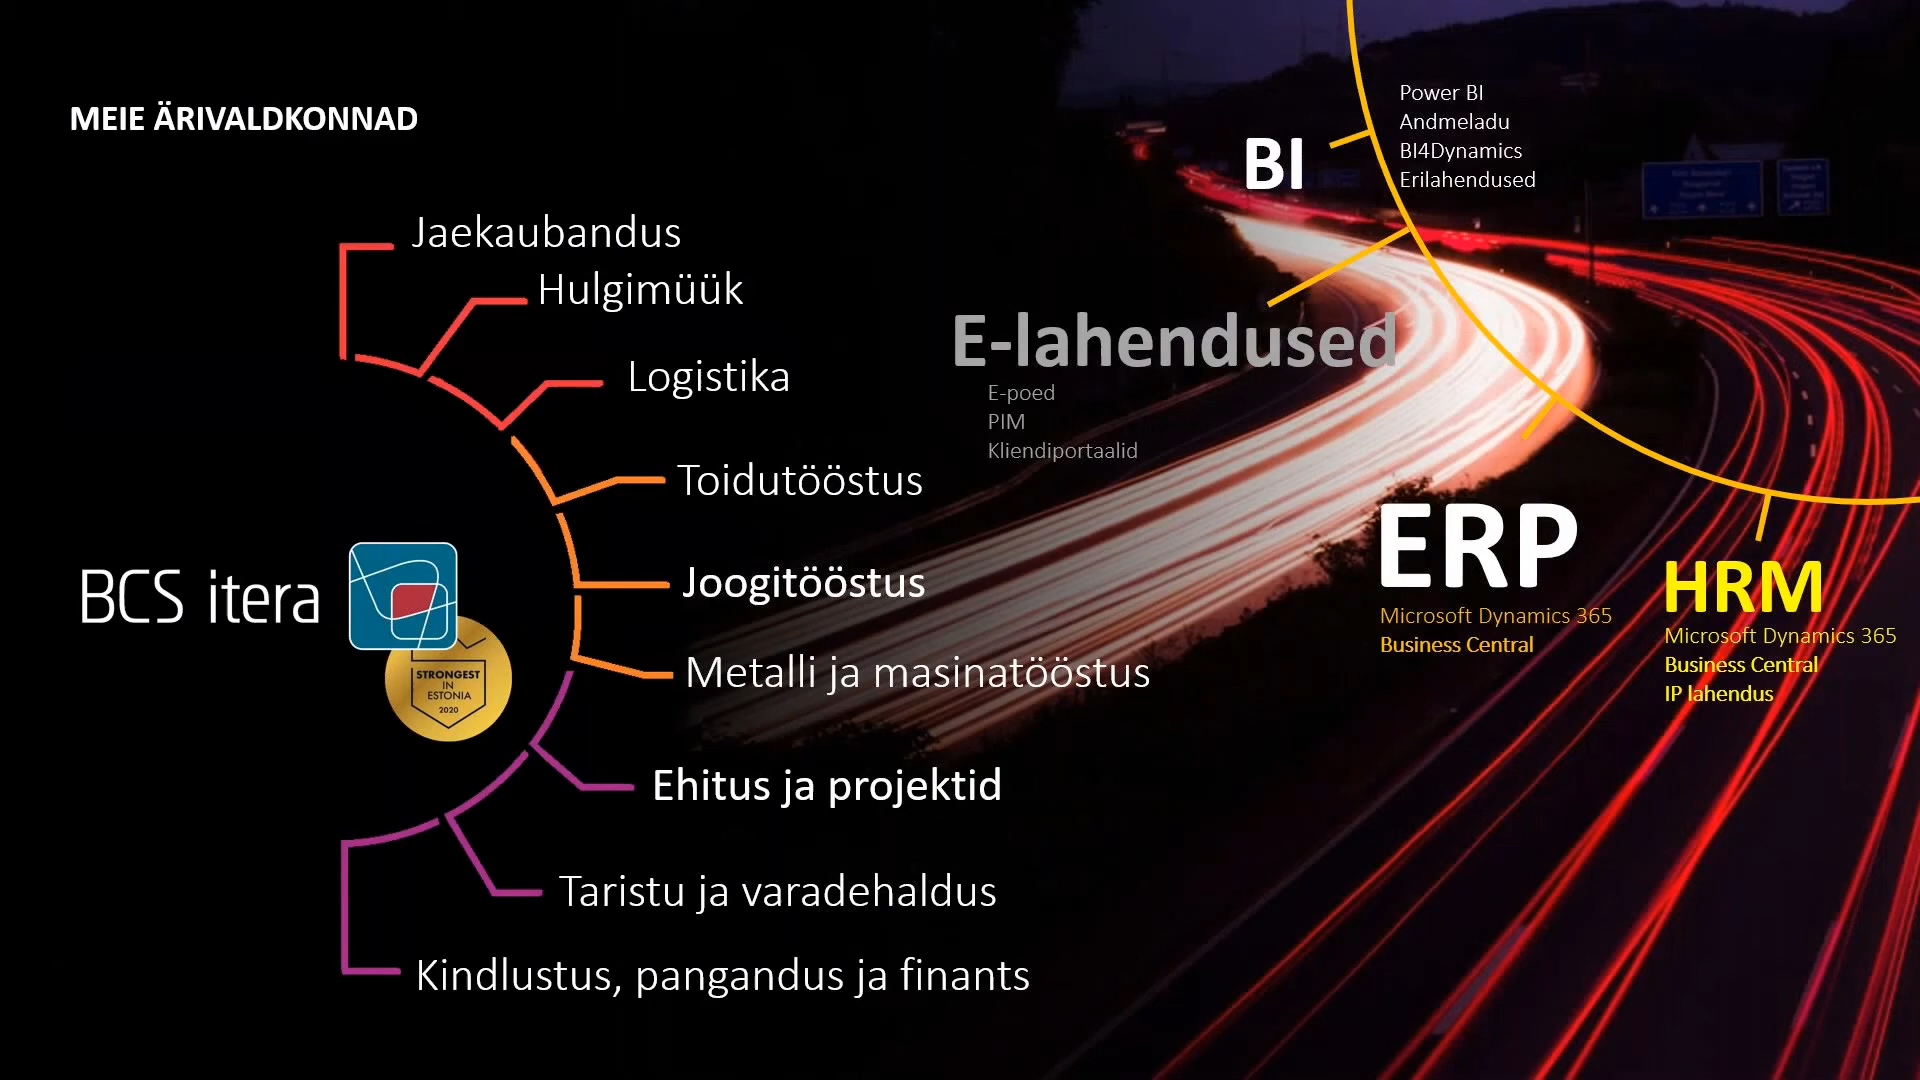 MEIE ÄRIVALDKONNAD
Jaekaubandus
Hulgimüük
Logistika
Toidutööstus
Joogitööstus
Metalli ja masinatööstus
Ehitus ja projektid
Taristu ja varadehaldus
Kindlustus, pangandus ja finants
BCS itera
STRONGEST
IN
ESTONIA
2020
BI
Power BI
Andmeladu
BI4Dynamics
Erilahendused
E-lahendused
E-poed
PIM
Kliendiportaalid
ERP
Microsoft Dynamics 365
Business Central
HRM
Microsoft Dynamics 365
Business Central
IP lahendus